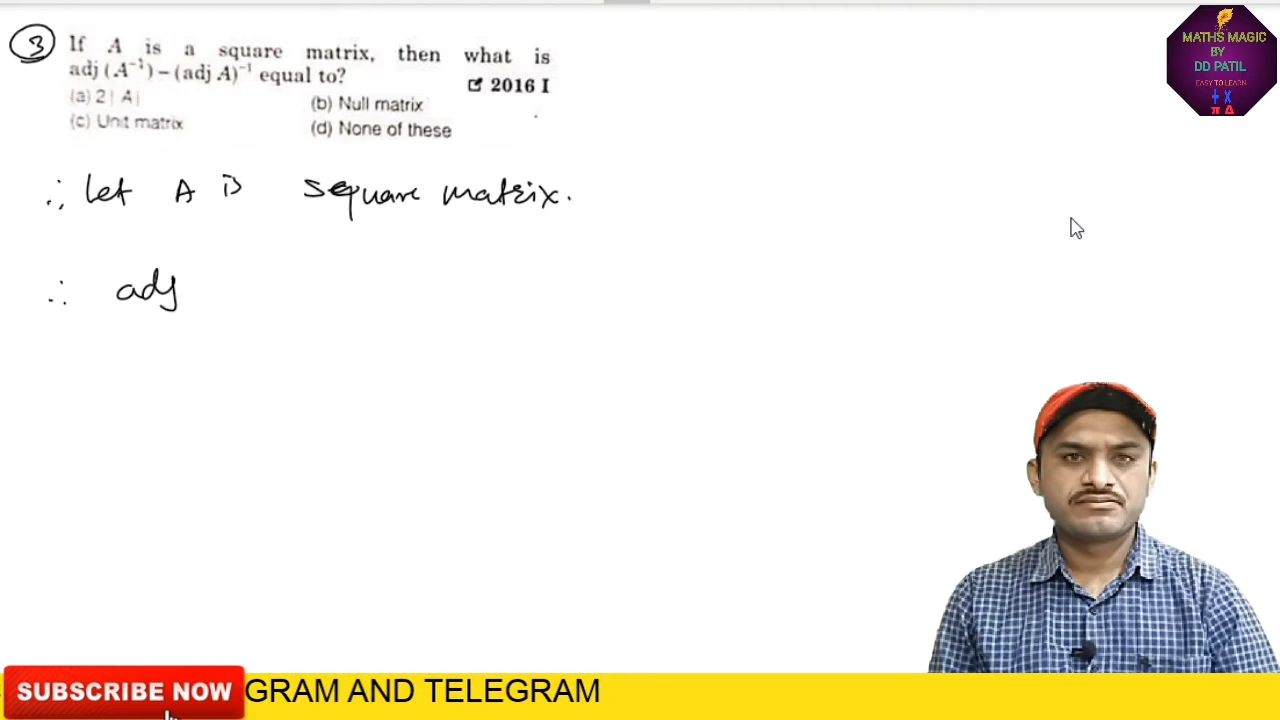 3
If A is a square matrix, then what is
adj (A⁻¹) – (adj A)⁻¹ equal to?
2016 I
(a) 2|A|
(b) Null matrix
(c) Unit matrix
(d) None of these
∴ Let A is square matrix.
∴ adj
MATHS MAGIC
BY
DD PATIL
EASY TO LEARN
+ X
π Δ
SUBSCRIBE NOW
GRAM AND TELEGRAM